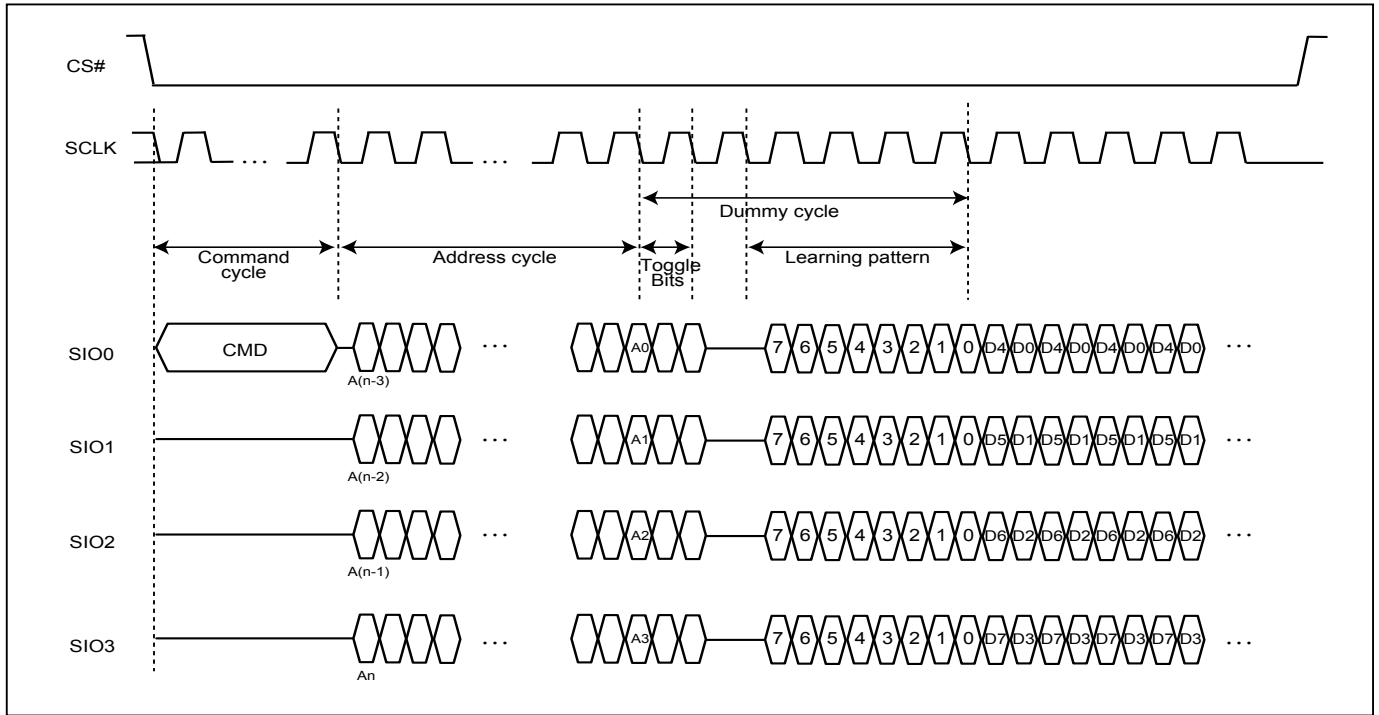 CS#
SCLK ... ...
Dummy cycle
Command
cycle
Address cycle
Toggle
Bits
Learning pattern
SIO0 CMD ... A0 7 6 5 4 3 2 1 0 D4 D0 D4 D0 D4 D0 D4 D0 ...
A(n-3)
SIO1 ... A1 7 6 5 4 3 2 1 0 D5 D1 D5 D1 D5 D1 D5 D1 ...
A(n-2)
SIO2 ... A2 7 6 5 4 3 2 1 0 D6 D2 D6 D2 D6 D2 D6 D2 ...
A(n-1)
SIO3 ... A3 7 6 5 4 3 2 1 0 D7 D3 D7 D3 D7 D3 D7 D3 ...
An